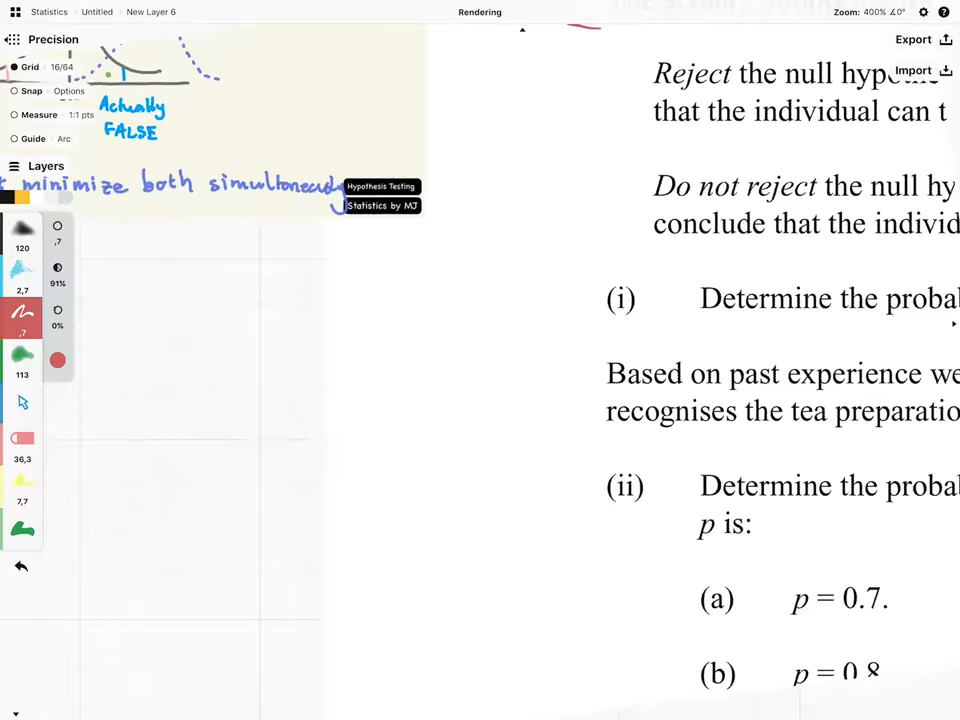 Statistics › Untitled › New Layer 6
Rendering
Zoom: 400% ∠0°
Precision
Grid • 16/64
Snap • Options
Measure • 1:1 pts
Guide • Arc
Layers
Export
Import
Actually
FALSE
minimize both simultaneously
Hypothesis Testing
Statistics by MJ
120
2,7
,7
113
36,3
7,7
,7
91%
0%
Reject the null hypothe
that the individual can t
Do not reject the null hy
conclude that the individ
(i) Determine the probal
Based on past experience we
recognises the tea preparatio
(ii) Determine the probal
p is:
(a) p = 0.7.
(b) p = 0.8